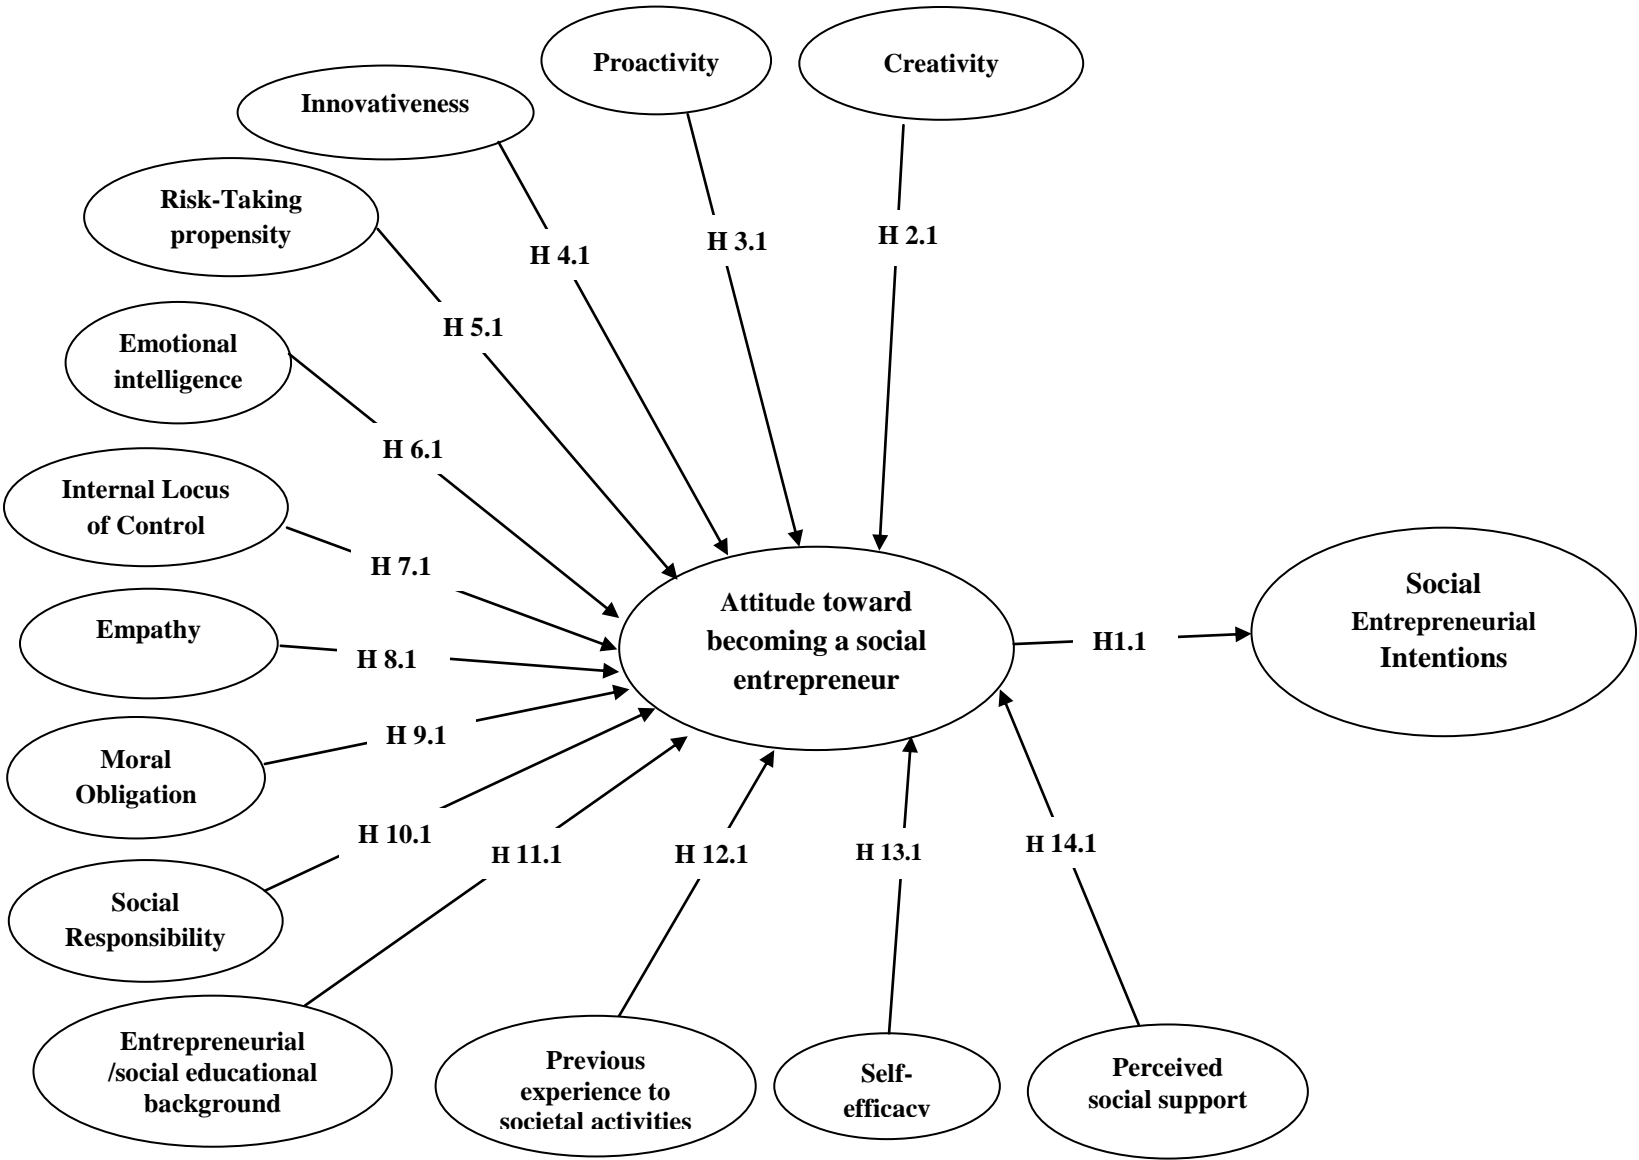 Proactivity
Creativity
Innovativeness
Risk-Taking
propensity
H 2.1
H 3.1
H 4.1
H 5.1
Emotional
intelligence
H 6.1
Internal Locus
of Control
H 7.1
Attitude toward
becoming a social
entrepreneur
H1.1
Social
Entrepreneurial
Intentions
Empathy
H 8.1
Moral
Obligation
H 9.1
H 10.1
H 11.1
H 12.1
H 13.1
H 14.1
Social
Responsibility
Entrepreneurial
/social educational
background
Previous
experience to
societal activities
Self-
efficacy
Perceived
social support